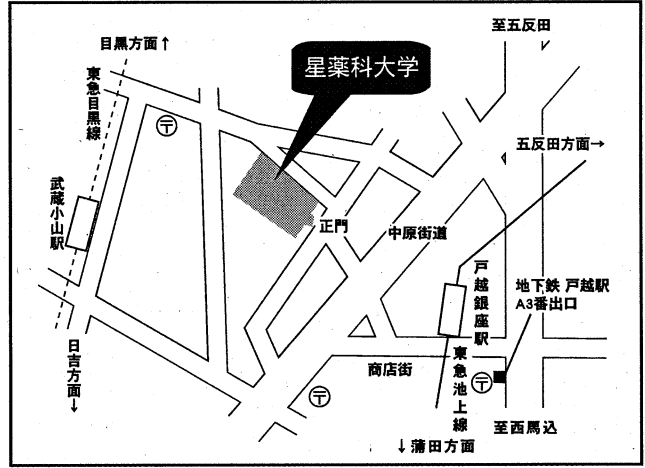 至五反田
目黒方面↑
星薬科大学
東急目黒線
〒
五反田方面→
武蔵小山駅
正門
中原街道
戸越銀座駅
地下鉄 戸越駅
A3番出口
日吉方面↓
商店街
東急池上線
〒
〒
至西馬込
↓蒲田方面